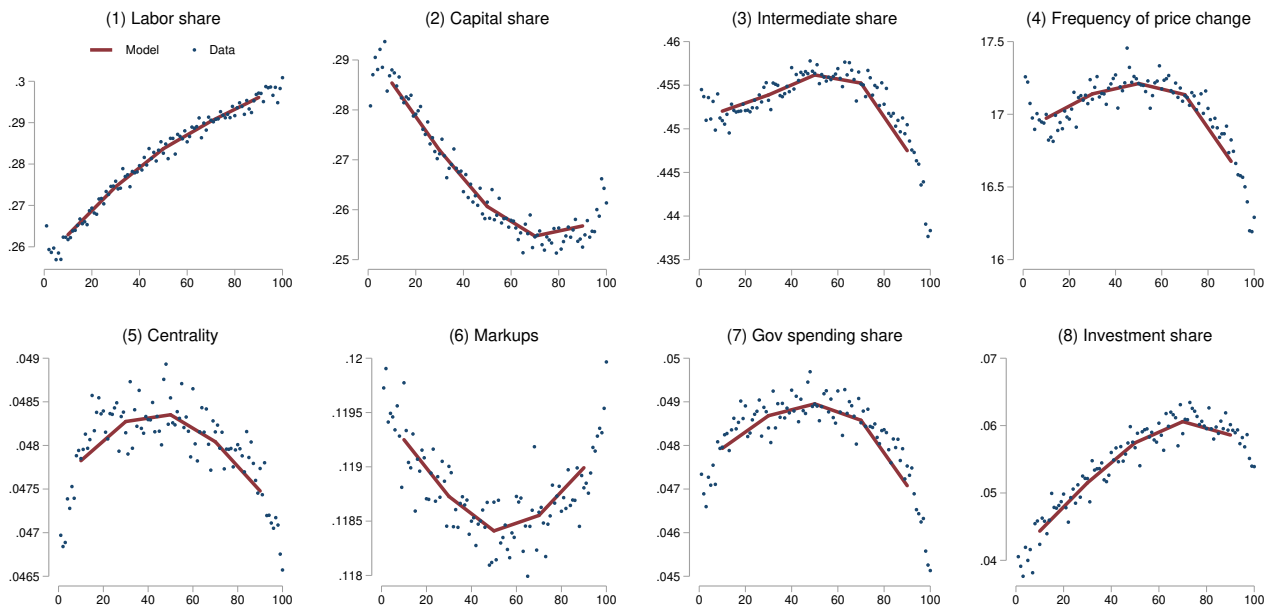 (1) Labor share
Model
Data
.3
.29
.28
.27
.26
0 20 40 60 80 100
(2) Capital share
.29
.28
.27
.26
.25
0 20 40 60 80 100
(3) Intermediate share
.46
.455
.45
.445
.44
.435
0 20 40 60 80 100
(4) Frequency of price change
17.5
17
16.5
16
0 20 40 60 80 100
(5) Centrality
.049
.0485
.048
.0475
.047
.0465
0 20 40 60 80 100
(6) Markups
.12
.1195
.119
.1185
.118
0 20 40 60 80 100
(7) Gov spending share
.05
.049
.048
.047
.046
.045
0 20 40 60 80 100
(8) Investment share
.07
.06
.05
.04
0 20 40 60 80 100